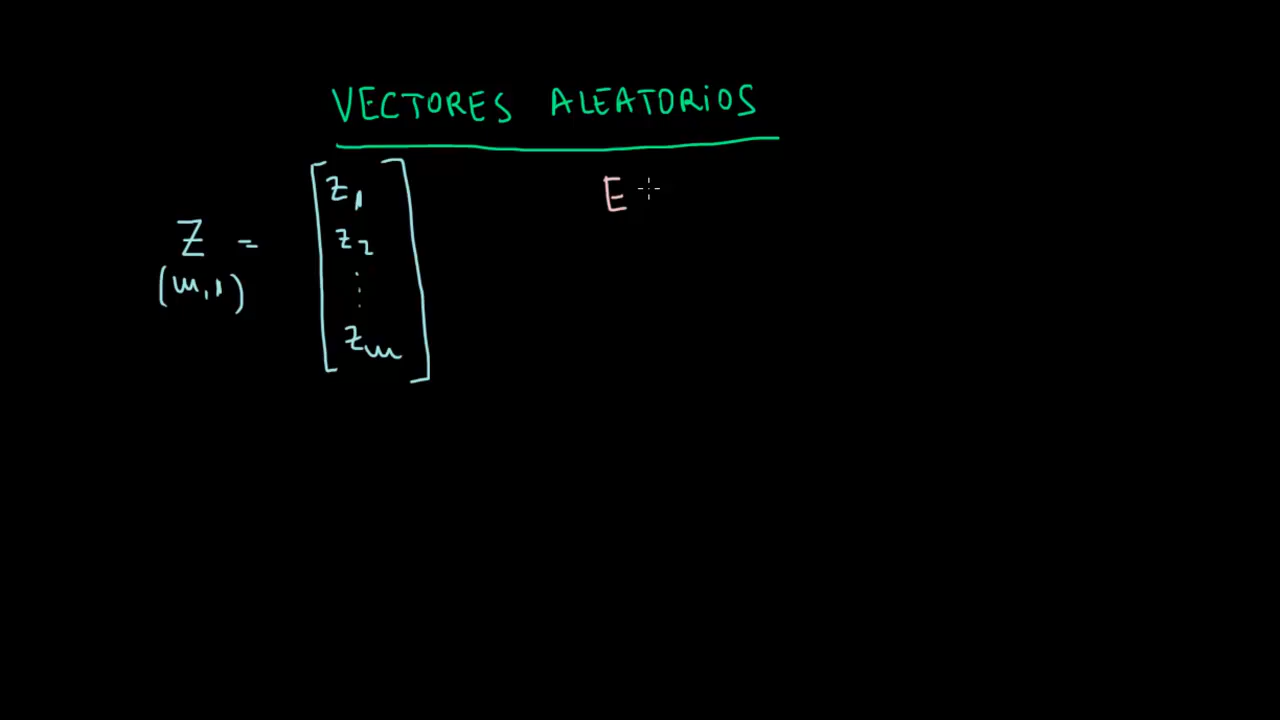 VECTORES ALEATORIOS
Z = [z1
z2
⋮
zm]
(m,1)
E